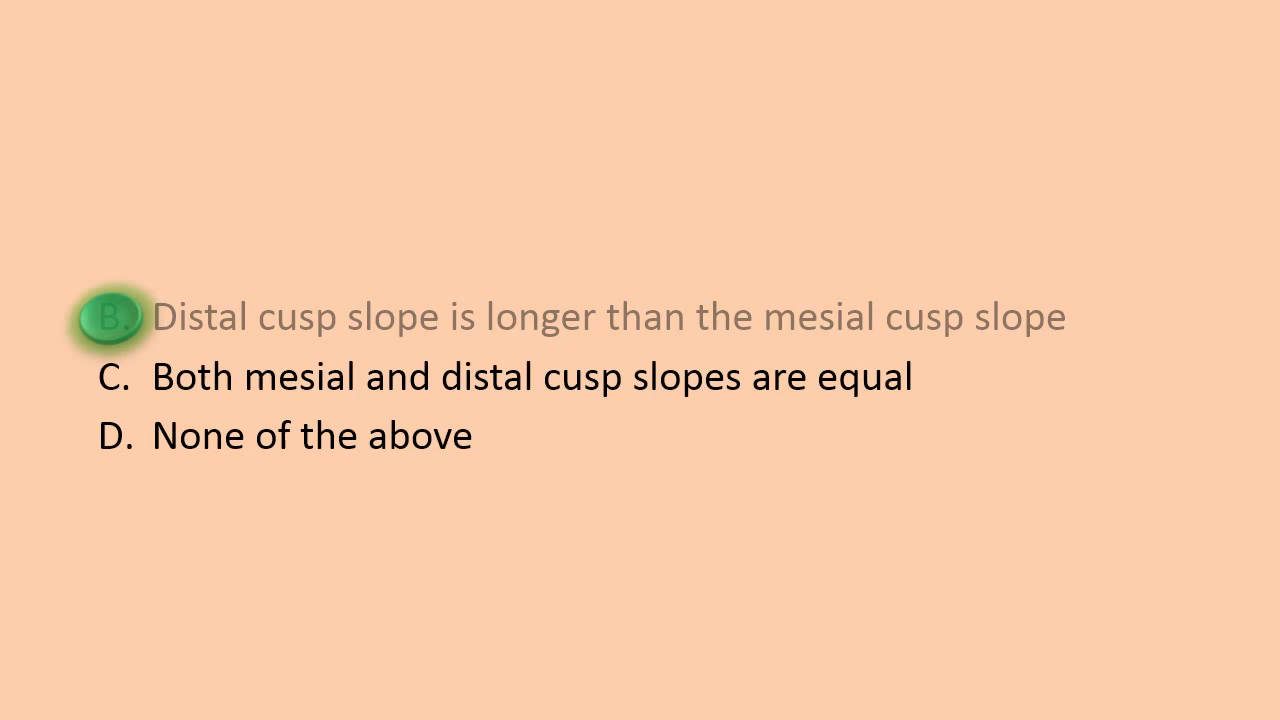 B. Distal cusp slope is longer than the mesial cusp slope
C. Both mesial and distal cusp slopes are equal
D. None of the above